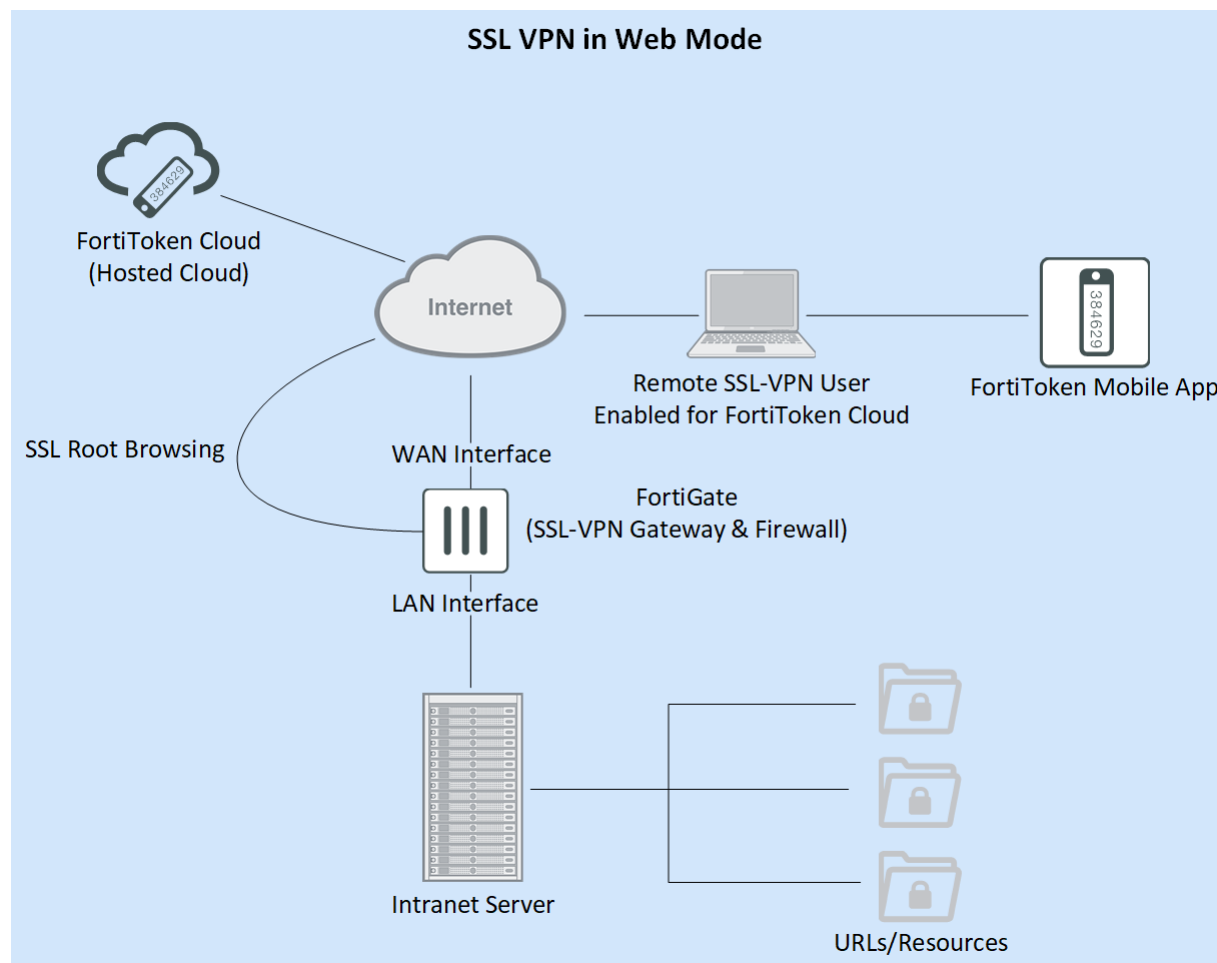 SSL VPN in Web Mode
384629
FortiToken Cloud
(Hosted Cloud)
Internet
384629
Remote SSL-VPN User
Enabled for FortiToken Cloud
FortiToken Mobile App
SSL Root Browsing
WAN Interface
FortiGate
(SSL-VPN Gateway & Firewall)
LAN Interface
Intranet Server
URLs/Resources